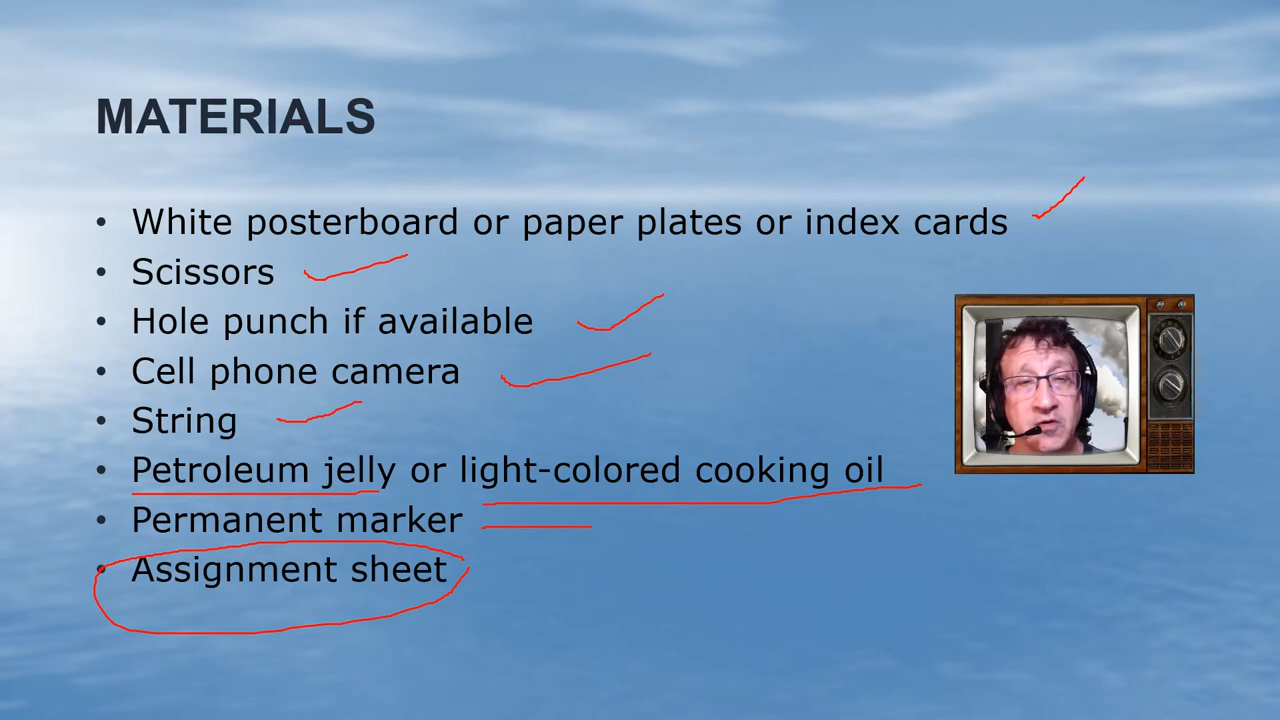 MATERIALS
• White posterboard or paper plates or index cards
• Scissors
• Hole punch if available
• Cell phone camera
• String
• Petroleum jelly or light-colored cooking oil
• Permanent marker
• Assignment sheet